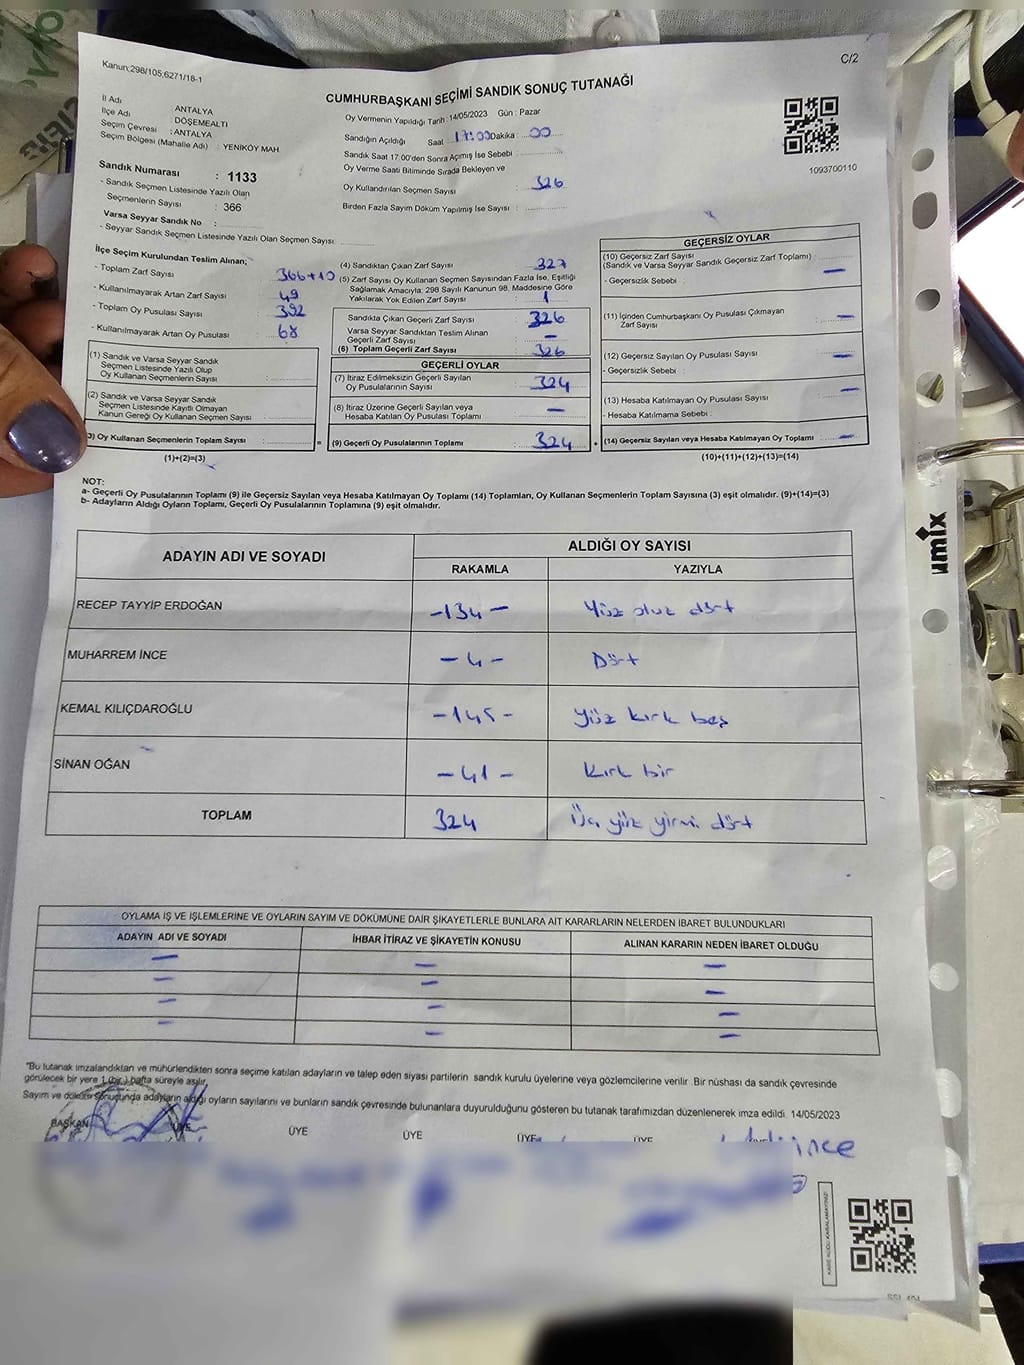 Kanun:298/105;6271/18-1
C/2
CUMHURBAŞKANI SEÇİMİ SANDIK SONUÇ TUTANAĞI
İl Adı : ANTALYA
İlçe Adı : DÖŞEMEALTI
Seçim Çevresi : ANTALYA
Seçim Bölgesi (Mahalle Adı) : YENİKÖY MAH.
Sandık Numarası : 1133
- Sandık Seçmen Listesinde Yazılı Olan
Seçmenlerin Sayısı : 366
Varsa Seyyar Sandık No :
- Seyyar Sandık Seçmen Listesinde Yazılı Olan Seçmen Sayısı:
Oy Vermenin Yapıldığı Tarih : 14/05/2023 Gün : Pazar
Sandığın Açıldığı Saat 17:00 Dakika : 00
Sandık Saat 17:00'den Sonra Açımış İse Sebebi :
Oy Verme Saati Bitiminde Sırada Bekleyen ve
Oy Kullandırılan Seçmen Sayısı : 326
Birden Fazla Sayım Döküm Yapılmış İse Sayısı :
1093700110
İlçe Seçim Kurulundan Teslim Alınan;
- Toplam Zarf Sayısı 366+10
- Kullanılmayarak Artan Zarf Sayısı 49
- Toplam Oy Pusulası Sayısı 392
- Kullanılmayarak Artan Oy Pusulası 68
(1) Sandık ve Varsa Seyyar Sandık
Seçmen Listesinde Yazılı Olup
Oy Kullanan Seçmenlerin Sayısı :
(2) Sandık ve Varsa Seyyar Sandık
Seçmen Listesinde Kayıtlı Olmayan
Kanun Gereği Oy Kullanan Seçmen Sayısı :
3) Oy Kullanan Seçmenlerin Toplam Sayısı : =
(1)+(2)=(3)
(4) Sandıktan Çıkan Zarf Sayısı : 327
(5) Zarf Sayısı Oy Kullanan Seçmen Sayısından Fazla İse, Eşitliği
Sağlamak Amacıyla; 298 Sayılı Kanunun 98. Maddesine Göre
Yakılarak Yok Edilen Zarf Sayısı : 1
Sandıkta Çıkan Geçerli Zarf Sayısı : 326
Varsa Seyyar Sandıktan Teslim Alınan
Geçerli Zarf Sayısı : —
(6) Toplam Geçerli Zarf Sayısı : 326
GEÇERLİ OYLAR
(7) İtiraz Edilmeksizin Geçerli Sayılan
Oy Pusulalarının Sayısı : 324
(8) İtiraz Üzerine Geçerli Sayılan veya
Hesaba Katılan Oy Pusulası Toplamı : —
(9) Geçerli Oy Pusulalarının Toplamı : 324
GEÇERSİZ OYLAR
(10) Geçersiz Zarf Sayısı :
(Sandık ve Varsa Seyyar Sandık Geçersiz Zarf Toplamı) —
- Geçersizlik Sebebi :
(11) İçinden Cumhurbaşkanı Oy Pusulası Çıkmayan
Zarf Sayısı : —
(12) Geçersiz Sayılan Oy Pusulası Sayısı : —
- Geçersizlik Sebebi :
(13) Hesaba Katılmayan Oy Pusulası Sayısı : —
- Hesaba Katılmama Sebebi :
(14) Geçersiz Sayılan veya Hesaba Katılmayan Oy Toplamı : —
(10)+(11)+(12)+(13)=(14)
NOT:
a- Geçerli Oy Pusulalarının Toplamı (9) ile Geçersiz Sayılan veya Hesaba Katılmayan Oy Toplamı (14) Toplamları, Oy Kullanan Seçmenlerin Toplam Sayısına (3) eşit olmalıdır. (9)+(14)=(3)
b- Adayların Aldığı Oyların Toplamı, Geçerli Oy Pusulalarının Toplamına (9) eşit olmalıdır.
ADAYIN ADI VE SOYADI
ALDIĞI OY SAYISI
RAKAMLA YAZIYLA
RECEP TAYYİP ERDOĞAN -134- Yüz otuz dört
MUHARREM İNCE -4- Dört
KEMAL KILIÇDAROĞLU -145- Yüz kırk beş
SİNAN OĞAN -41- Kırk bir
TOPLAM 324 Üç yüz yirmi dört
OYLAMA İŞ VE İŞLEMLERİNE VE OYLARIN SAYIM VE DÖKÜMÜNE DAİR ŞİKAYETLERLE BUNLARA AİT KARARLARIN NELERDEN İBARET BULUNDUKLARI
ADAYIN ADI VE SOYADI İHBAR İTİRAZ VE ŞİKAYETİN KONUSU ALINAN KARARIN NEDEN İBARET OLDUĞU
— — —
— — —
— — —
— — —
"Bu tutanak imzalandıktan ve mühürlendikten sonra seçime katılan adayların ve talep eden siyasi partilerin sandık kurulu üyelerine veya gözlemcilerine verilir. Bir nüshası da sandık çevresinde
görülecek bir yere 1 (bir) hafta süreyle asılır.
Sayım ve döküm sonucunda adayların aldığı oyların sayılarını ve bunların sandık çevresinde bulunanlara duyurulduğunu gösteren bu tutanak tarafımızdan düzenlenerek imza edildi. 14/05/2023
BAŞKAN ÜYE ÜYE ÜYE ÜYE ÜYE
umix